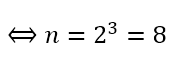 ⟺ n = 2³ = 8